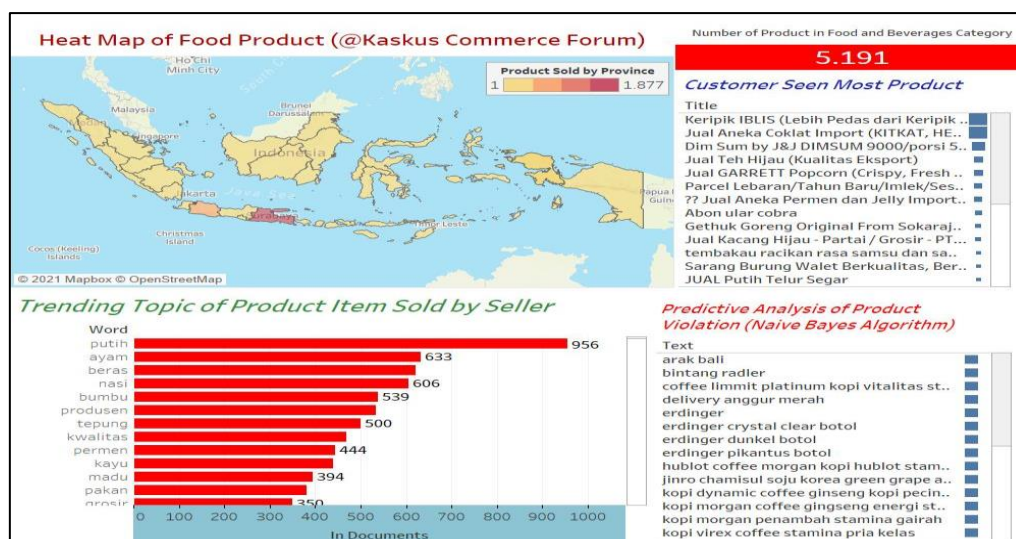 Heat Map of Food Product (@Kaskus Commerce Forum)
Ho Chi
Minh City
Malaysia
Singapore
Brunei
Darussalam
Indonesia
Jakarta
Java Sea
Surabaya
Christmas
Island
Cocos (Keeling)
Islands
Timor Leste
Papua
Guin
Product Sold by Province
1
1.877
© 2021 Mapbox © OpenStreetMap
Number of Product in Food and Beverages Category
5.191
Customer Seen Most Product
Title
Keripik IBLIS (Lebih Pedas dari Keripik ..
Jual Aneka Coklat Import (KITKAT, HE..
Dim Sum by J&J DIMSUM 9000/porsi 5..
Jual Teh Hijau (Kualitas Eksport)
Jual GARRETT Popcorn (Crispy, Fresh ..
Parcel Lebaran/Tahun Baru/Imlek/Ses..
?? Jual Aneka Permen dan Jelly Import..
Abon ular cobra
Gethuk Goreng Original From Sokaraj..
Jual Kacang Hijau - Partai / Grosir - PT...
tembakau racikan rasa samsu dan sa..
Sarang Burung Walet Berkualitas, Ber..
JUAL Putih Telur Segar
Trending Topic of Product Item Sold by Seller
Word
putih 956
ayam 633
beras
nasi 606
bumbu 539
produsen
tepung 500
kwalitas
permen 444
kayu
madu 394
pakan
grosir 350
0 100 200 300 400 500 600 700 800 900 1000
In Documents
Predictive Analysis of Product
Violation (Naive Bayes Algorithm)
Text
arak bali
bintang radler
coffee limmit platinum kopi vitalitas st..
delivery anggur merah
erdinger
erdinger crystal clear botol
erdinger dunkel botol
erdinger pikantus botol
hublot coffee morgan kopi hublot stam..
jinro chamisul soju korea green grape a..
kopi dynamic coffee ginseng kopi pecin..
kopi morgan coffee gingseng energi st..
kopi morgan penambah stamina gairah
kopi virex coffee stamina pria kelas